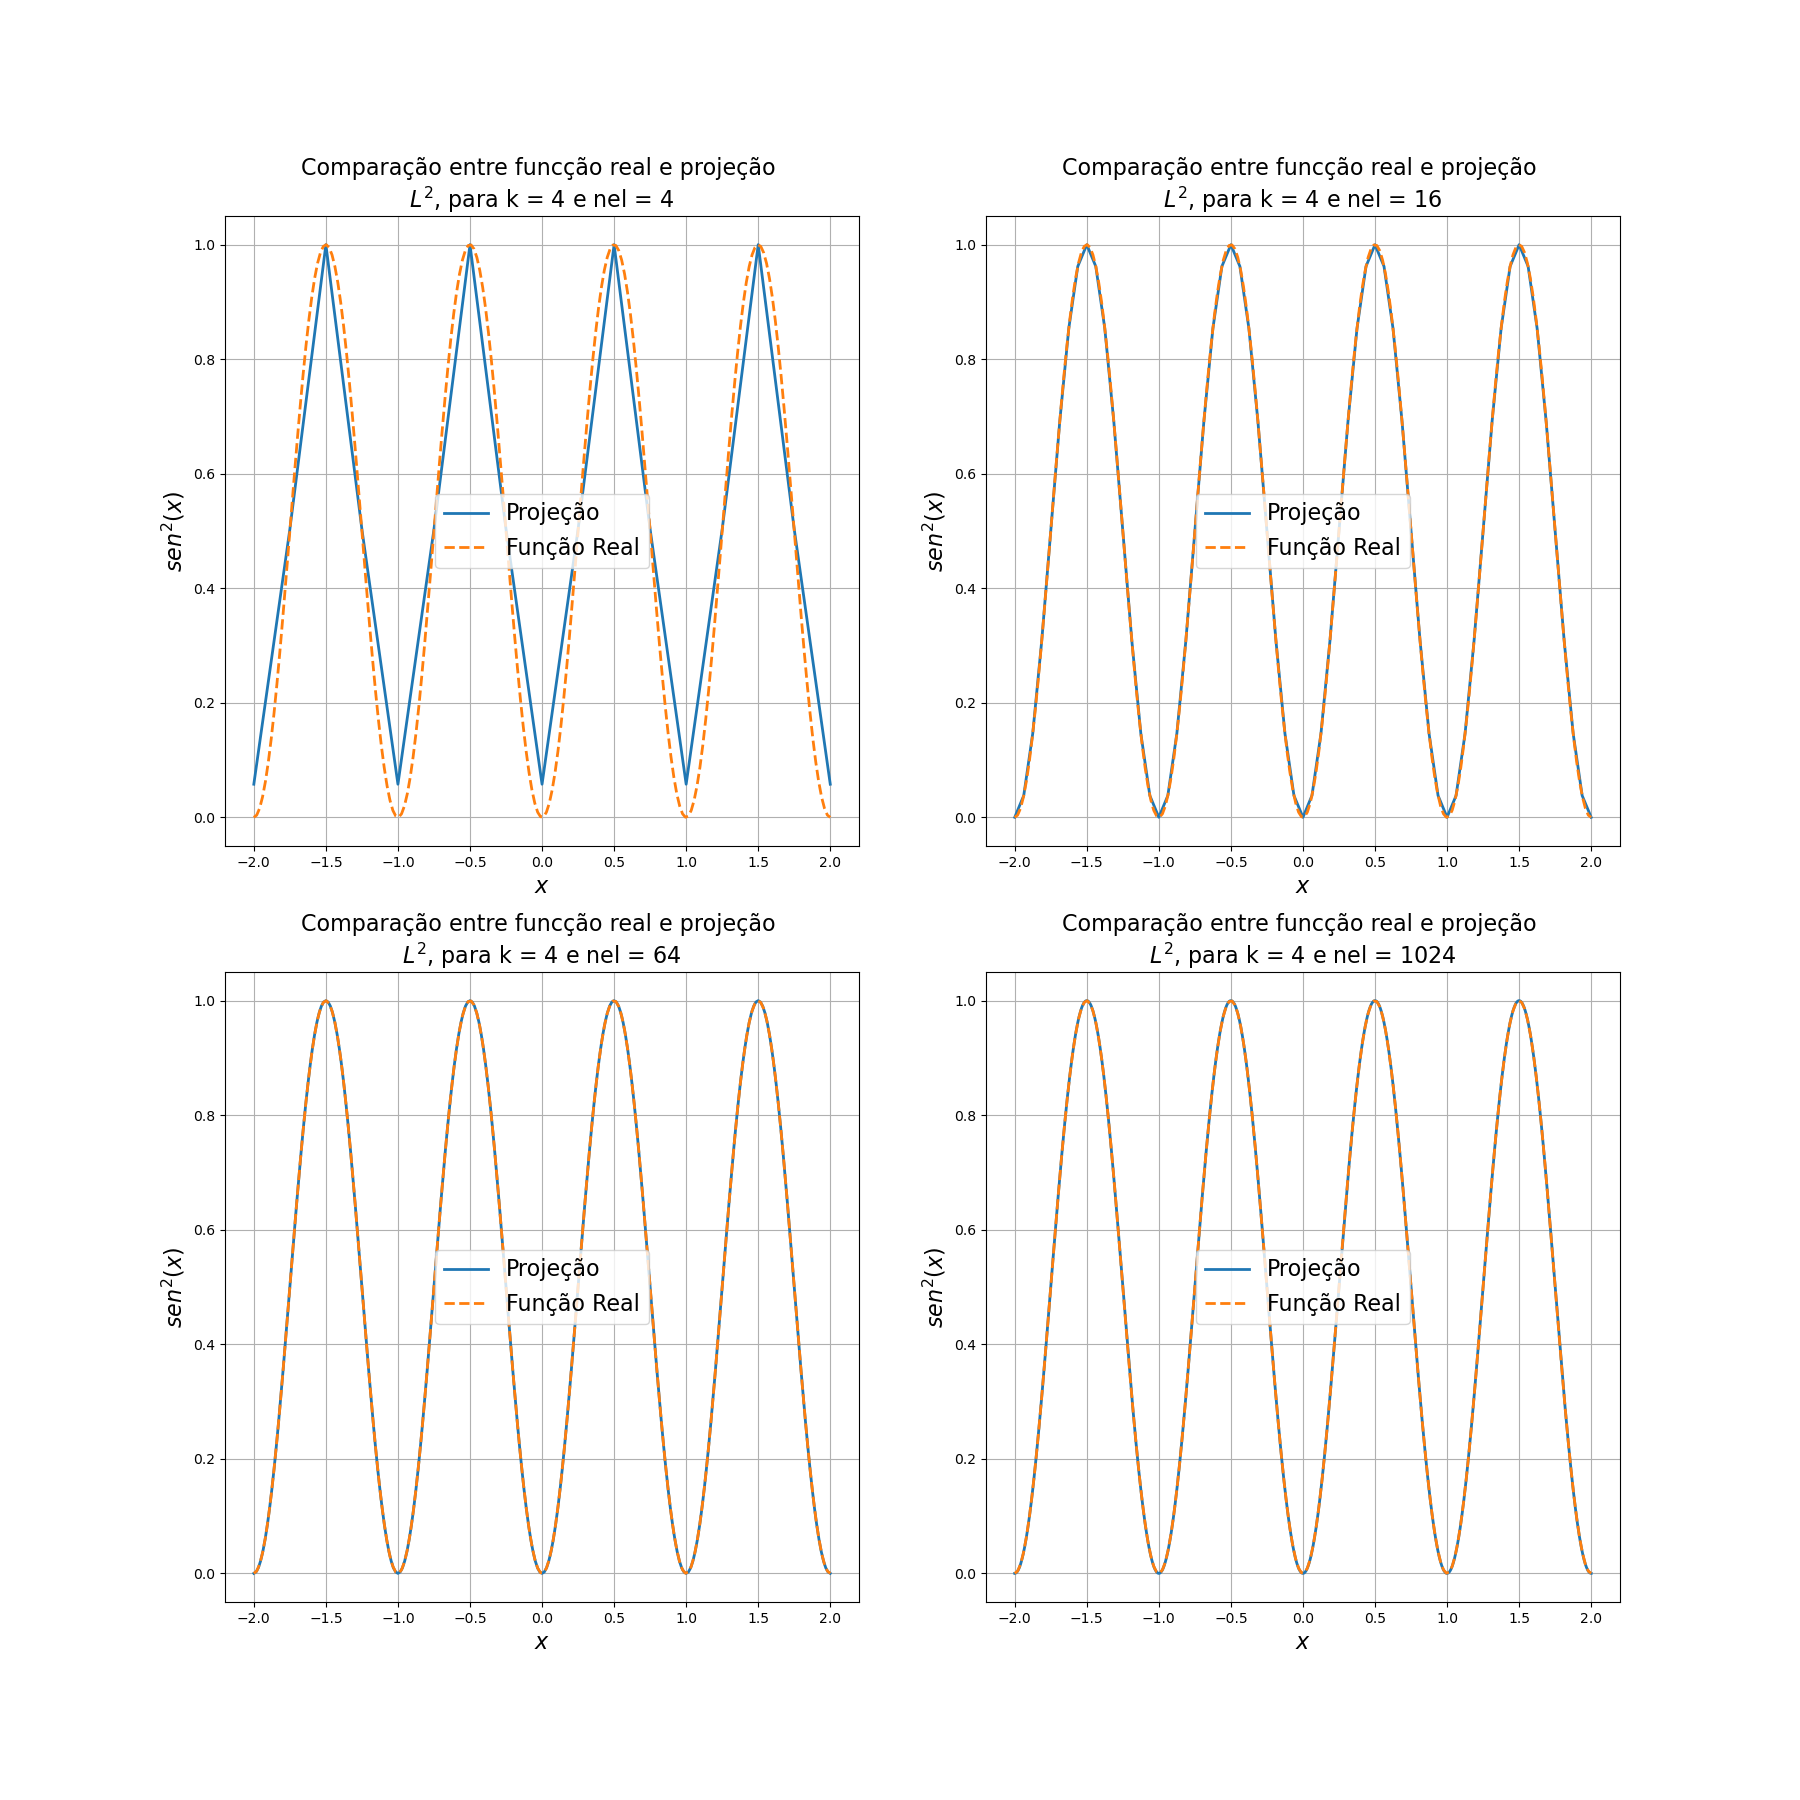 Comparação entre funcção real e projeção
L², para k = 4 e nel = 4
sen²(x)
1.0
0.8
0.6
0.4
0.2
0.0
Projeção
Função Real
−2.0 −1.5 −1.0 −0.5 0.0 0.5 1.0 1.5 2.0
x
Comparação entre funcção real e projeção
L², para k = 4 e nel = 16
sen²(x)
1.0
0.8
0.6
0.4
0.2
0.0
Projeção
Função Real
−2.0 −1.5 −1.0 −0.5 0.0 0.5 1.0 1.5 2.0
x
Comparação entre funcção real e projeção
L², para k = 4 e nel = 64
sen²(x)
1.0
0.8
0.6
0.4
0.2
0.0
Projeção
Função Real
−2.0 −1.5 −1.0 −0.5 0.0 0.5 1.0 1.5 2.0
x
Comparação entre funcção real e projeção
L², para k = 4 e nel = 1024
sen²(x)
1.0
0.8
0.6
0.4
0.2
0.0
Projeção
Função Real
−2.0 −1.5 −1.0 −0.5 0.0 0.5 1.0 1.5 2.0
x